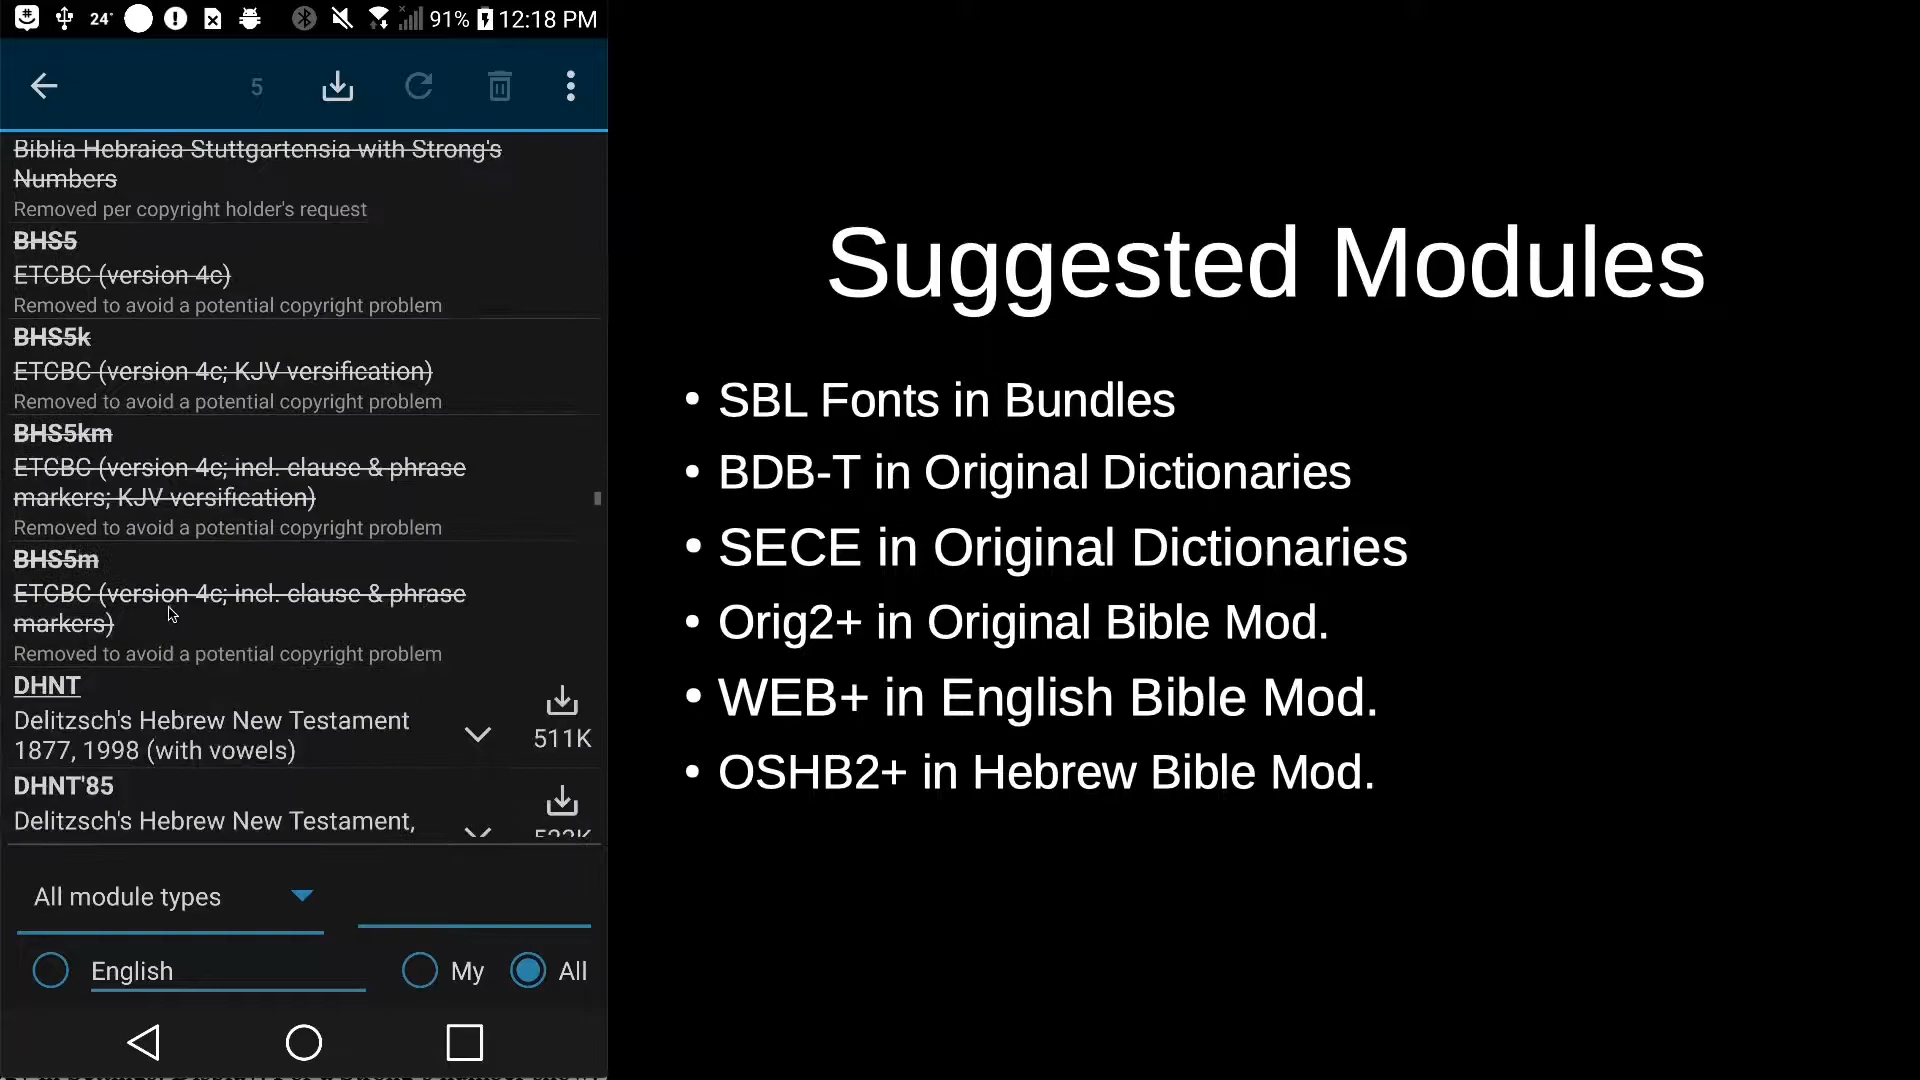 24°
91%
12:18 PM
5
Biblia Hebraica Stuttgartensia with Strong's
Numbers
Removed per copyright holder's request
BHS5
ETCBC (version 4c)
Removed to avoid a potential copyright problem
BHS5k
ETCBC (version 4c; KJV versification)
Removed to avoid a potential copyright problem
BHS5km
ETCBC (version 4c; incl. clause & phrase
markers; KJV versification)
Removed to avoid a potential copyright problem
BHS5m
ETCBC (version 4c; incl. clause & phrase
markers)
Removed to avoid a potential copyright problem
DHNT
Delitzsch's Hebrew New Testament
1877, 1998 (with vowels)
511K
DHNT'85
Delitzsch's Hebrew New Testament,
All module types
English
My
All
Suggested Modules
• SBL Fonts in Bundles
• BDB-T in Original Dictionaries
• SECE in Original Dictionaries
• Orig2+ in Original Bible Mod.
• WEB+ in English Bible Mod.
• OSHB2+ in Hebrew Bible Mod.